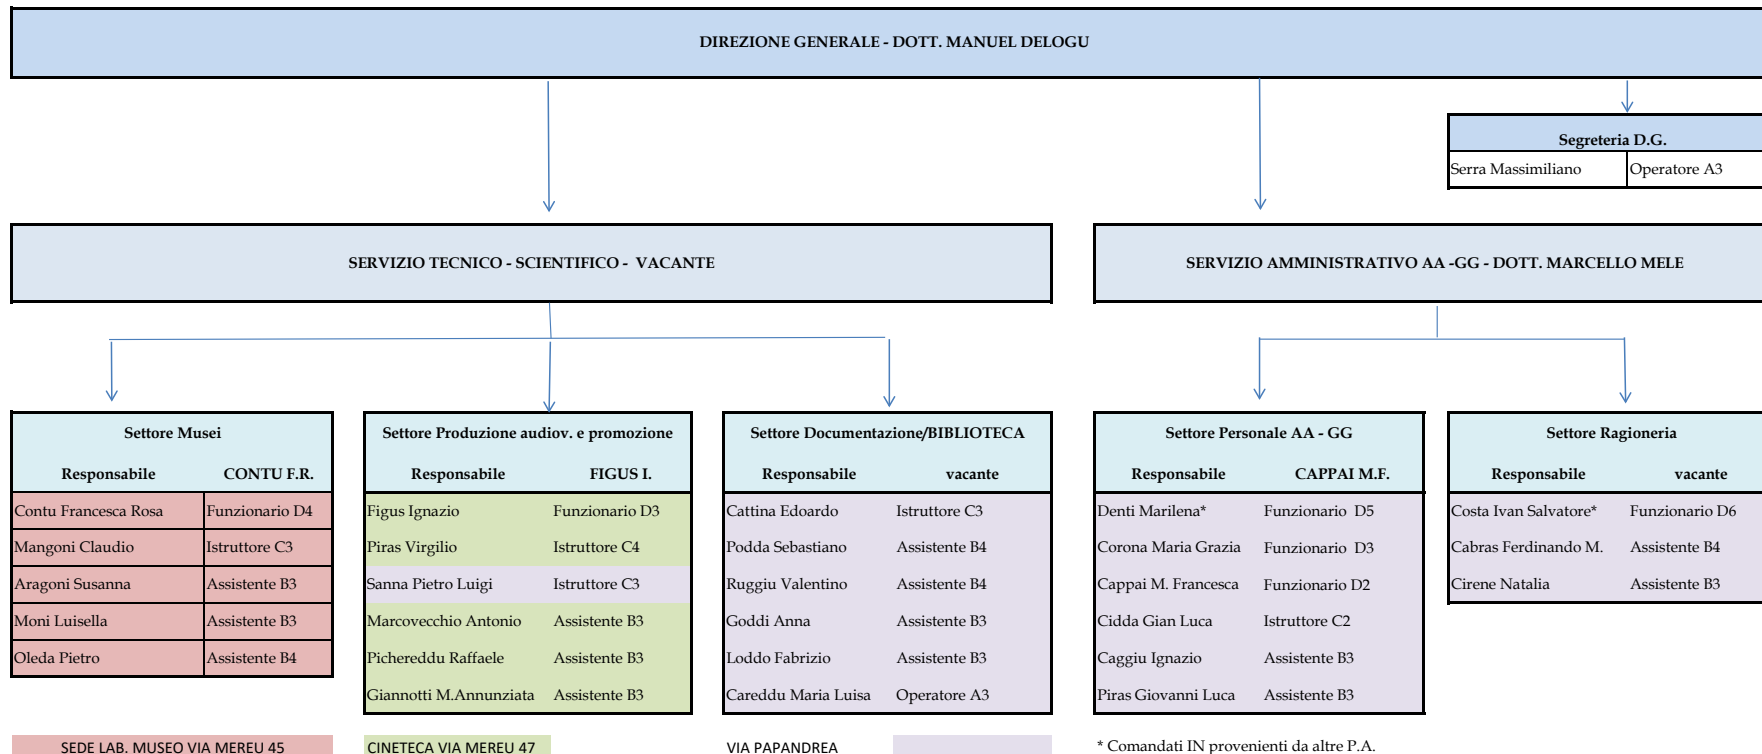 DIREZIONE GENERALE - DOTT. MANUEL DELOGU
Segreteria D.G.
Serra Massimiliano Operatore A3
SERVIZIO TECNICO - SCIENTIFICO - VACANTE
SERVIZIO AMMINISTRATIVO AA -GG - DOTT. MARCELLO MELE
Settore Musei
Responsabile CONTU F.R.
Contu Francesca Rosa Funzionario D4
Mangoni Claudio Istruttore C3
Aragoni Susanna Assistente B3
Moni Luisella Assistente B3
Oleda Pietro Assistente B4
Settore Produzione audiov. e promozione
Responsabile FIGUS I.
Figus Ignazio Funzionario D3
Piras Virgilio Istruttore C4
Sanna Pietro Luigi Istruttore C3
Marcovecchio Antonio Assistente B3
Pichereddu Raffaele Assistente B3
Giannotti M.Annunziata Assistente B3
Settore Documentazione/BIBLIOTECA
Responsabile vacante
Cattina Edoardo Istruttore C3
Podda Sebastiano Assistente B4
Ruggiu Valentino Assistente B4
Goddi Anna Assistente B3
Loddo Fabrizio Assistente B3
Careddu Maria Luisa Operatore A3
Settore Personale AA - GG
Responsabile CAPPAI M.F.
Denti Marilena* Funzionario D5
Corona Maria Grazia Funzionario D3
Cappai M. Francesca Funzionario D2
Cidda Gian Luca Istruttore C2
Caggiu Ignazio Assistente B3
Piras Giovanni Luca Assistente B3
Settore Ragioneria
Responsabile vacante
Costa Ivan Salvatore* Funzionario D6
Cabras Ferdinando M. Assistente B4
Cirene Natalia Assistente B3
SEDE LAB. MUSEO VIA MEREU 45
CINETECA VIA MEREU 47
VIA PAPANDREA
* Comandati IN provenienti da altre P.A.